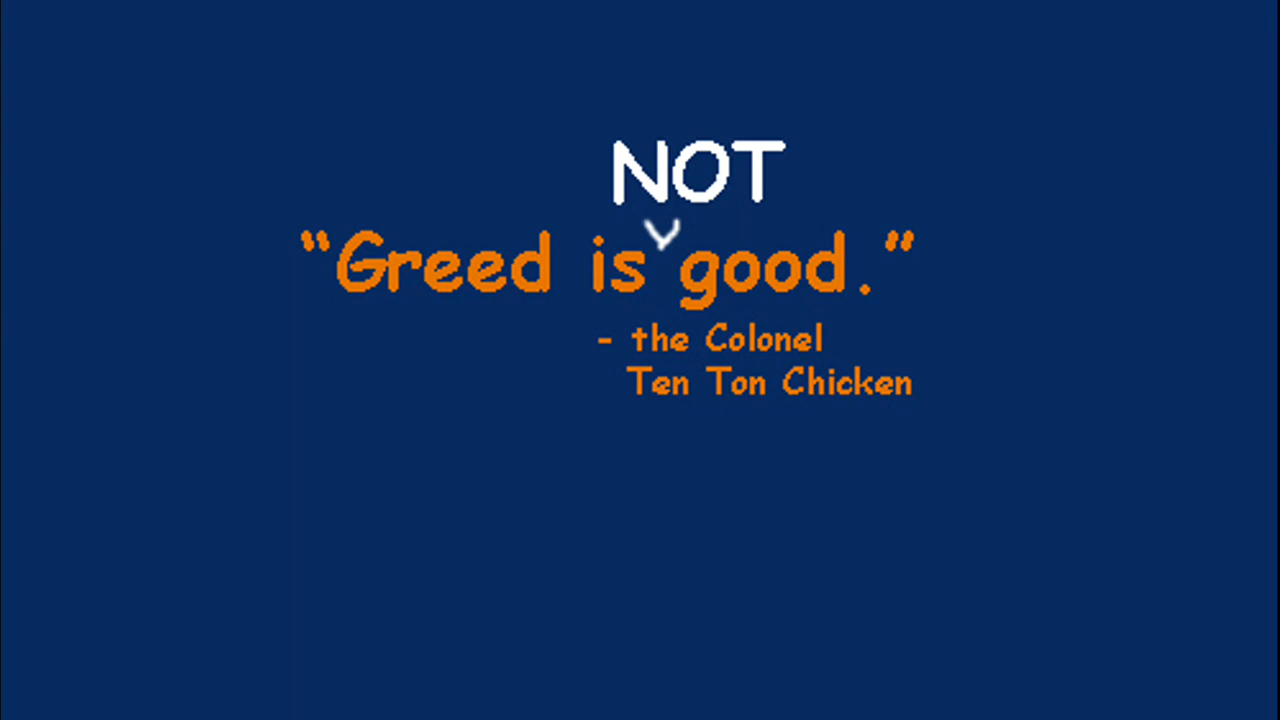 NOT
“Greed is good.”
- the Colonel
Ten Ton Chicken